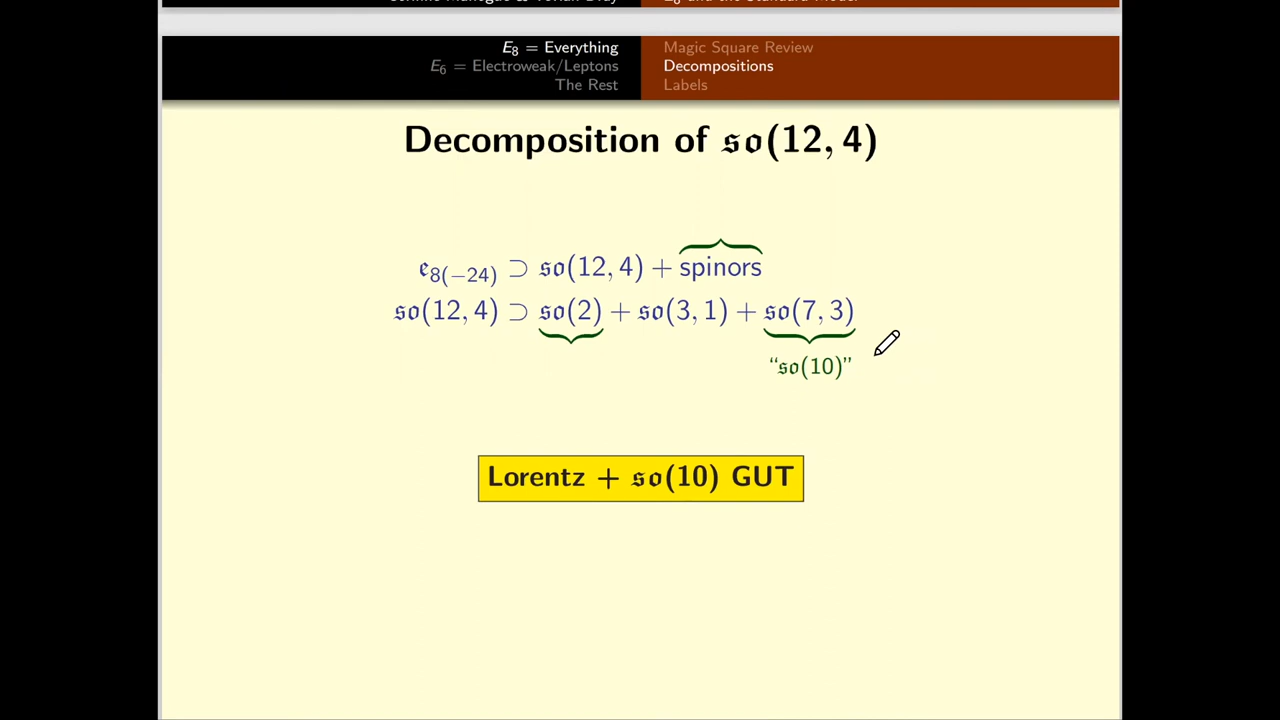 E₈ = Everything
E₆ = Electroweak/Leptons
The Rest
Magic Square Review
Decompositions
Labels
Decomposition of 𝔰𝔬(12, 4)
𝔢₈₍₋₂₄₎ ⊃ 𝔰𝔬(12, 4) + spinors
𝔰𝔬(12, 4) ⊃ 𝔰𝔬(2) + 𝔰𝔬(3, 1) + 𝔰𝔬(7, 3)
“𝔰𝔬(10)”
Lorentz + 𝔰𝔬(10) GUT